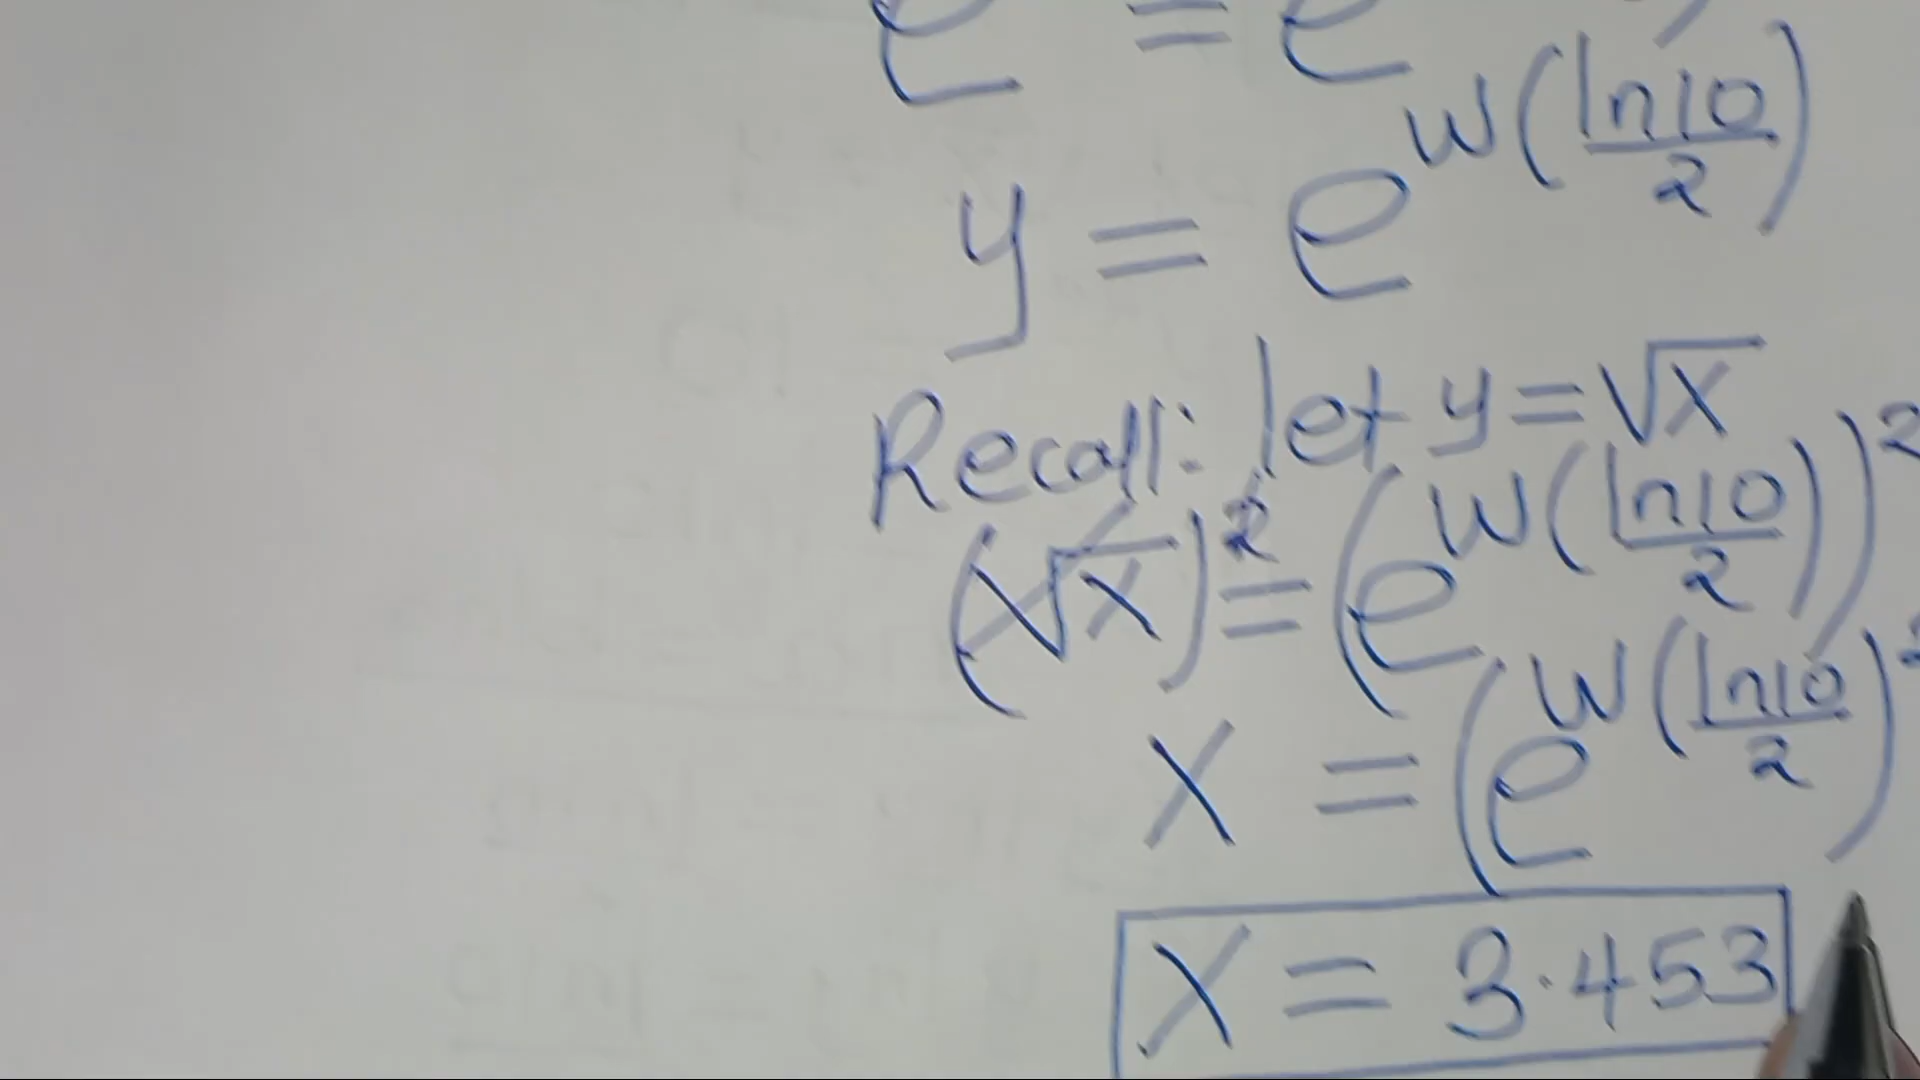 e = e
y = e^W(ln10/2)
Recall: let y=√x
(√x)^2 = (e^W(ln10/2))^2
x = (e^W(ln10/2))^2
x = 3.453